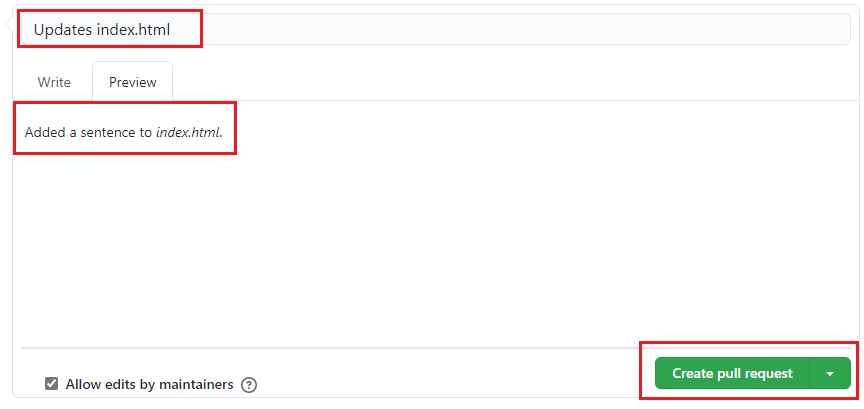 Updates index.html
Write Preview
Added a sentence to index.html.
Allow edits by maintainers ?
Create pull request